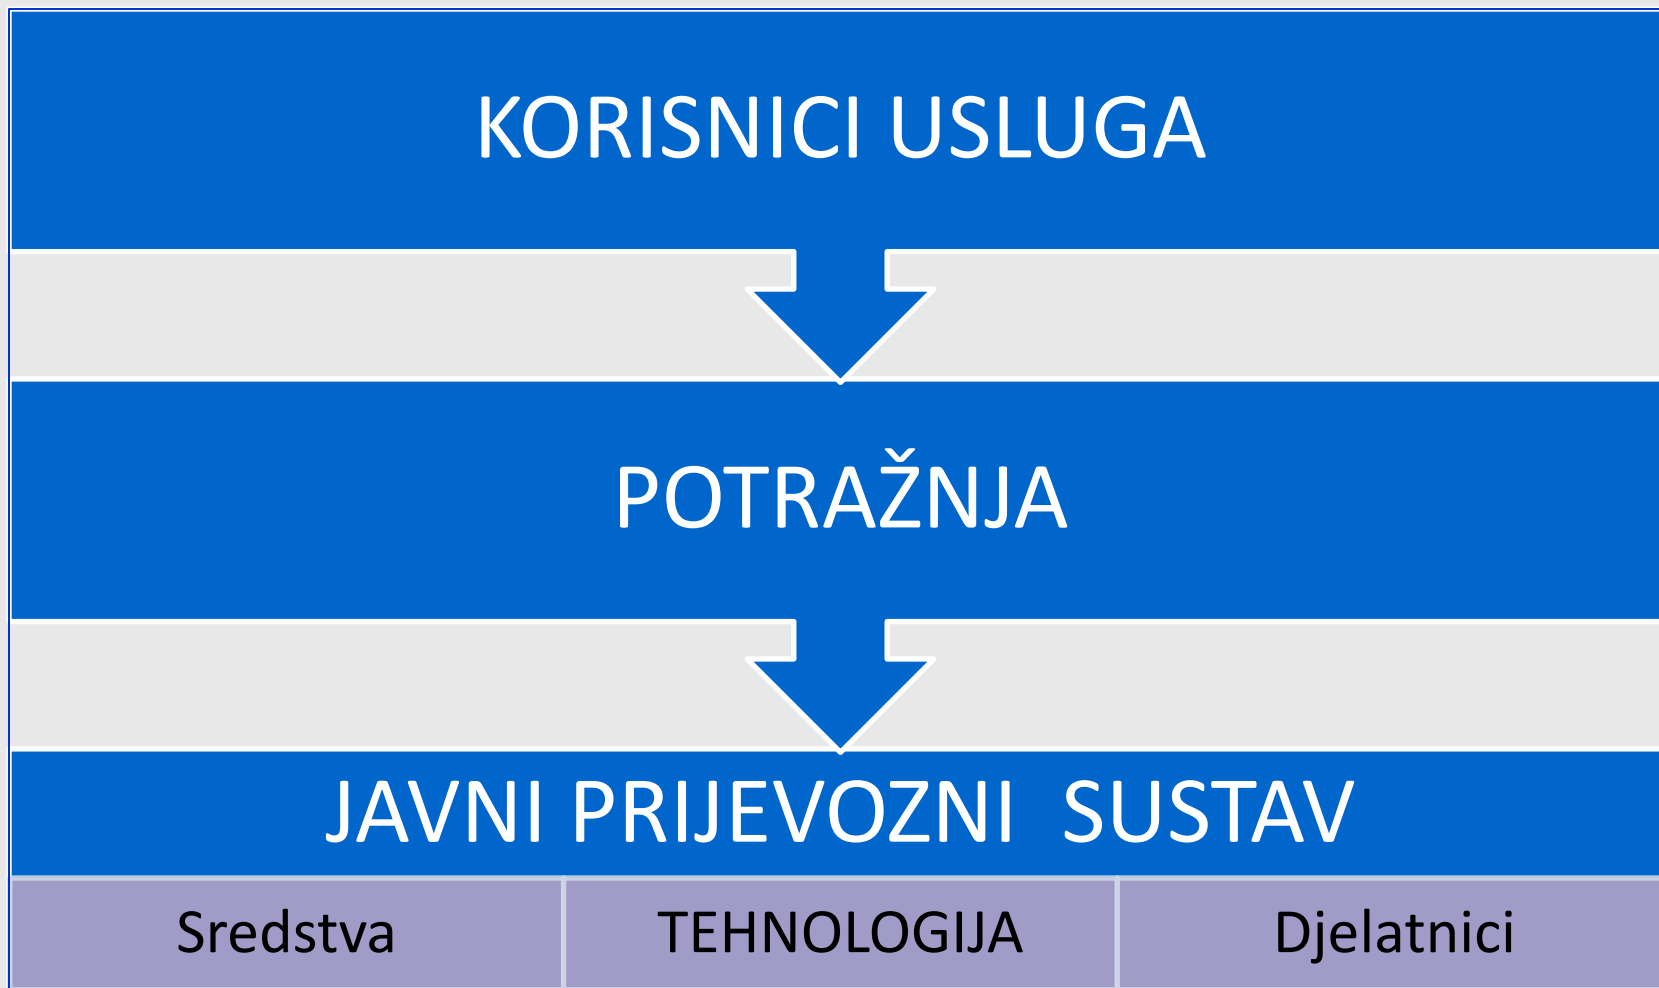 KORISNICI USLUGA
POTRAŽNJA
JAVNI PRIJEVOZNI  SUSTAV
Sredstva
TEHNOLOGIJA
Djelatnici